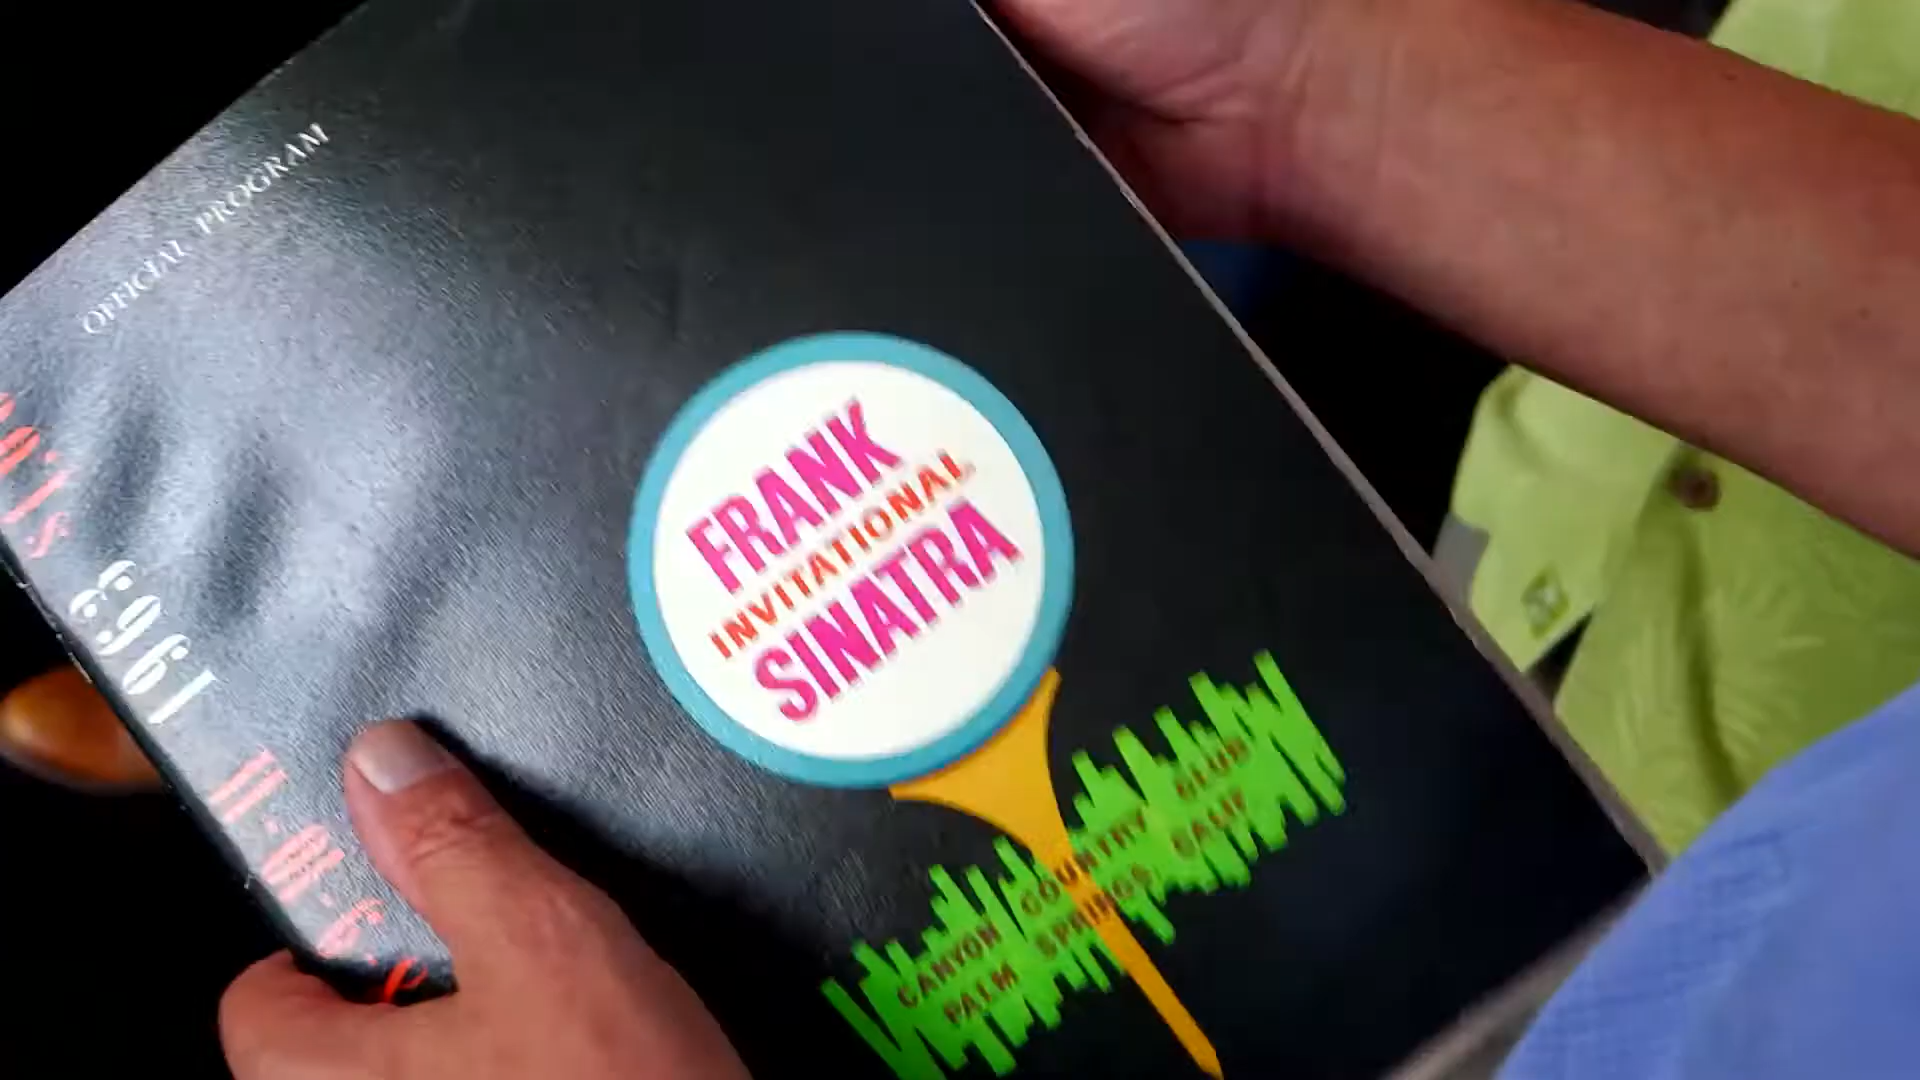 OFFICIAL PROGRAM
FRANK
INVITATIONAL
SINATRA
CANYON COUNTRY CLUB
PALM SPRINGS CALIF
1963